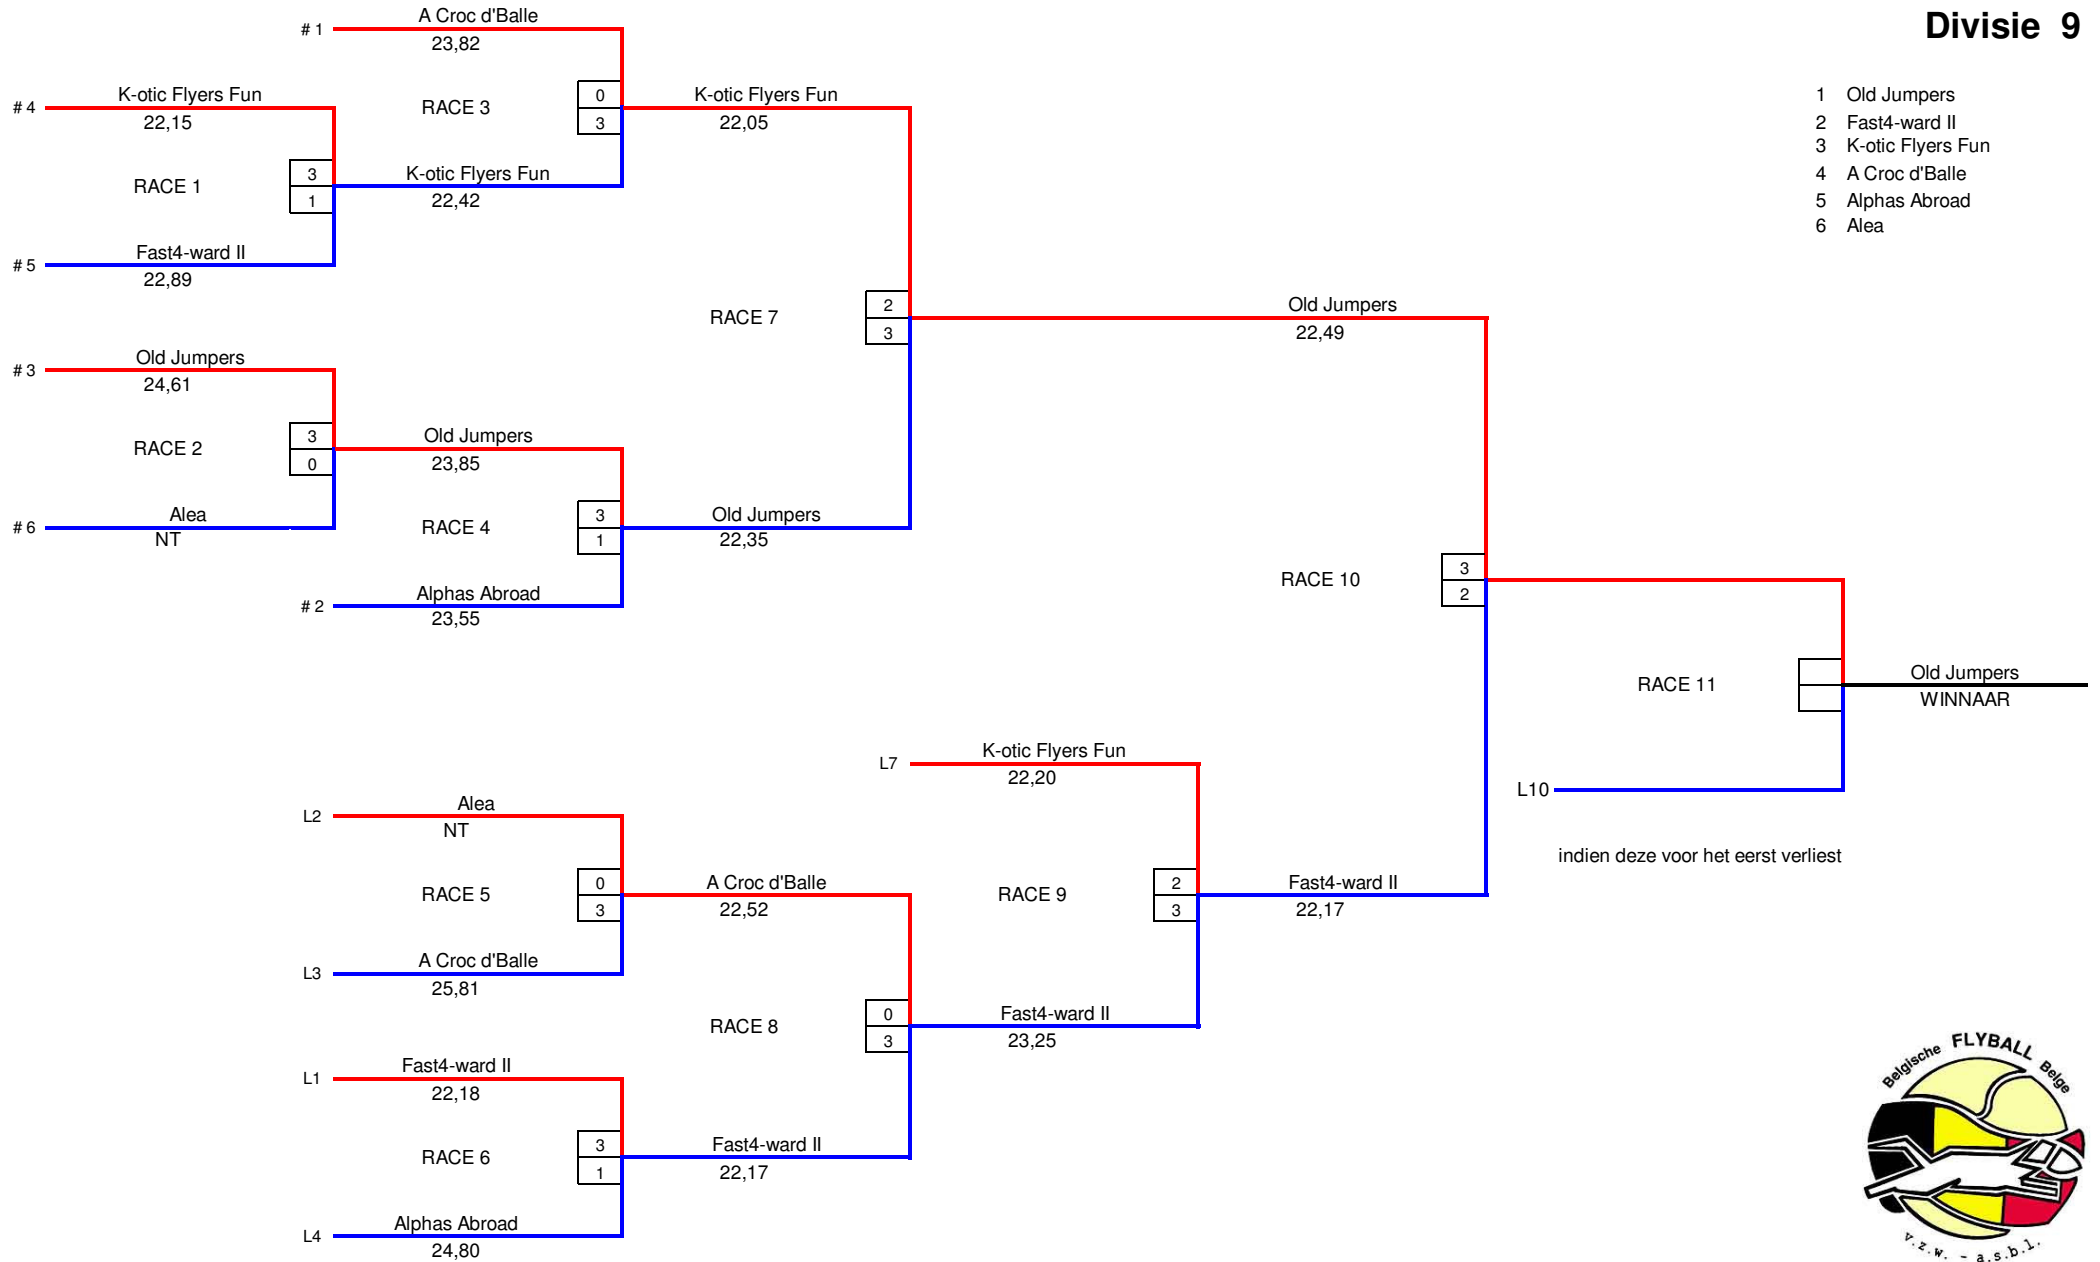 Divisie 9
1 Old Jumpers
2 Fast4-ward II
3 K-otic Flyers Fun
4 A Croc d'Balle
5 Alphas Abroad
6 Alea
# 1 A Croc d'Balle
23,82
# 4 K-otic Flyers Fun
22,15
RACE 3
0
3
K-otic Flyers Fun
22,05
RACE 1
3
1
K-otic Flyers Fun
22,42
# 5 Fast4-ward II
22,89
RACE 7
2
3
Old Jumpers
22,49
# 3 Old Jumpers
24,61
RACE 2
3
0
Old Jumpers
23,85
# 6 Alea
NT
RACE 4
3
1
Old Jumpers
22,35
# 2 Alphas Abroad
23,55
RACE 10
3
2
RACE 11
Old Jumpers
WINNAAR
L7 K-otic Flyers Fun
22,20
L10
indien deze voor het eerst verliest
L2 Alea
NT
RACE 5
0
3
A Croc d'Balle
22,52
RACE 9
2
3
Fast4-ward II
22,17
L3 A Croc d'Balle
25,81
RACE 8
0
3
Fast4-ward II
23,25
L1 Fast4-ward II
22,18
RACE 6
3
1
Fast4-ward II
22,17
L4 Alphas Abroad
24,80
Belgische FLYBALL Belge
v.z.w. - a.s.b.l.